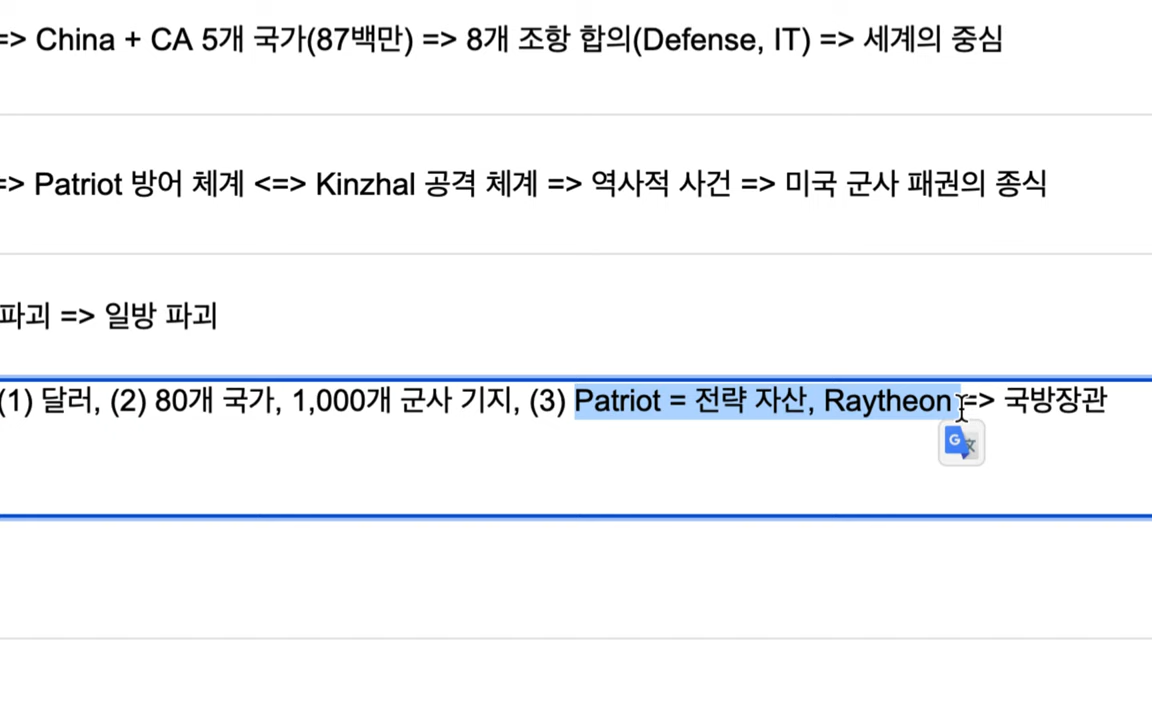 => China + CA 5개 국가(87백만) => 8개 조항 합의(Defense, IT) => 세계의 중심
=> Patriot 방어 체계 <=> Kinzhal 공격 체계 => 역사적 사건 => 미국 군사 패권의 종식
파괴 => 일방 파괴
(1) 달러, (2) 80개 국가, 1,000개 군사 기지, (3) Patriot = 전략 자산, Raytheon => 국방장관